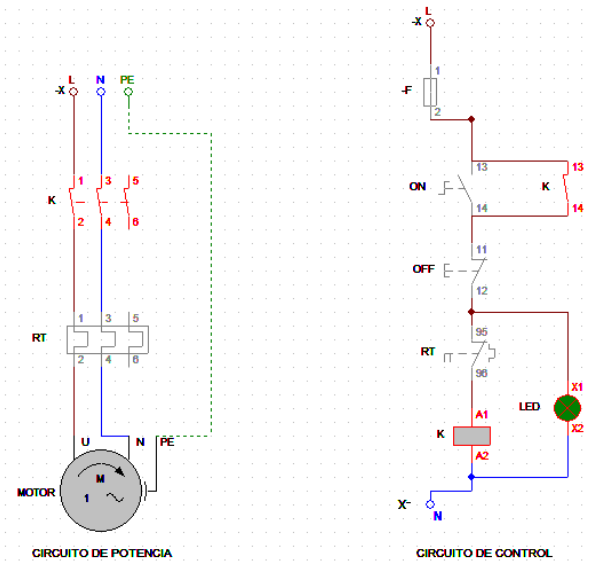 L N PE
-X
1 3 5
K
2 4 6
1 3 5
RT
2 4 6
U N PE
M
1
MOTOR
CIRCUITO DE POTENCIA
L
-X
1
-F
2
13 13
ON K
14 14
11
OFF
12
95
RT
96
X1
A1
LED
K
X2
A2
X-
N
CIRCUITO DE CONTROL